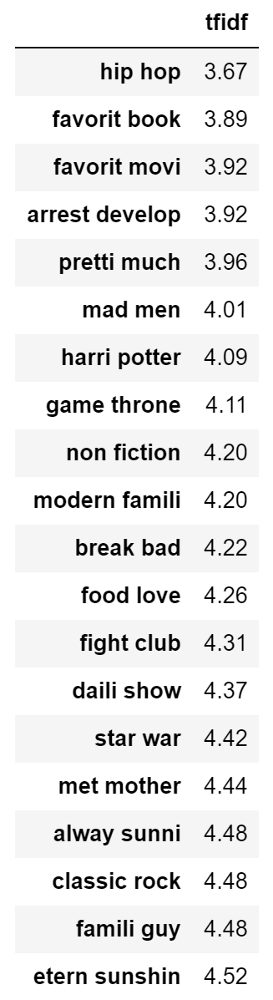 tfidf
hip hop 3.67
favorit book 3.89
favorit movi 3.92
arrest develop 3.92
pretti much 3.96
mad men 4.01
harri potter 4.09
game throne 4.11
non fiction 4.20
modern famili 4.20
break bad 4.22
food love 4.26
fight club 4.31
daili show 4.37
star war 4.42
met mother 4.44
alway sunni 4.48
classic rock 4.48
famili guy 4.48
etern sunshin 4.52